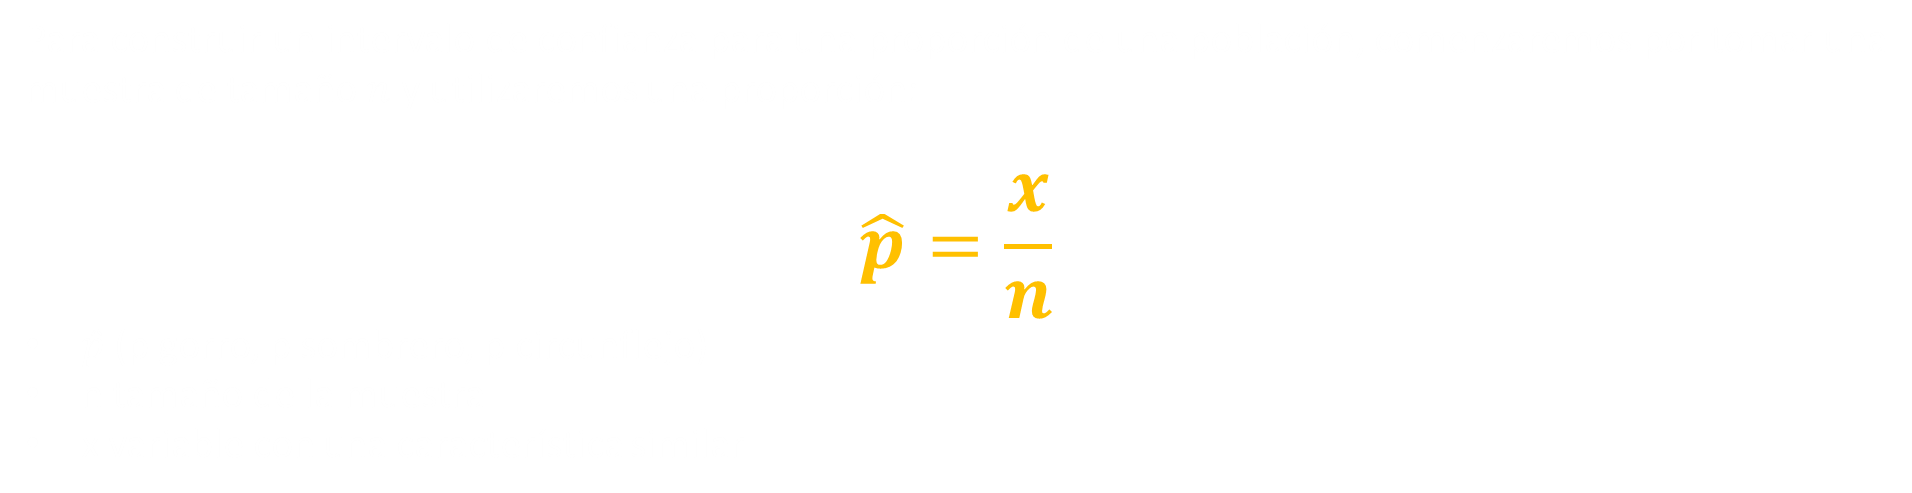 p̂ = x/n